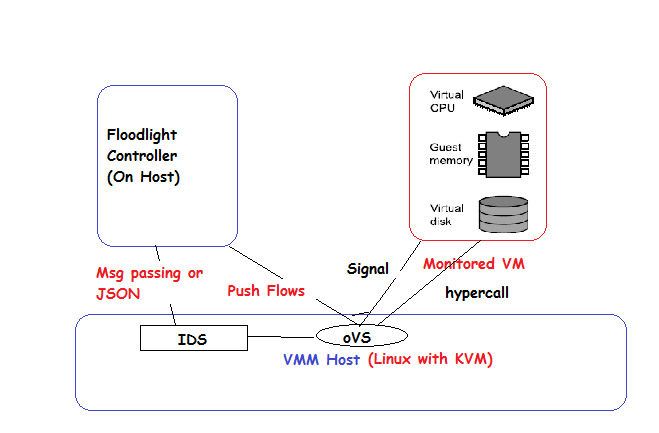 Floodlight
Controller
(On Host)
Virtual
CPU
Guest
memory
Virtual
disk
Msg passing or
JSON
Push Flows
Signal
Monitored VM
hypercall
IDS
oVS
VMM Host (Linux with KVM)